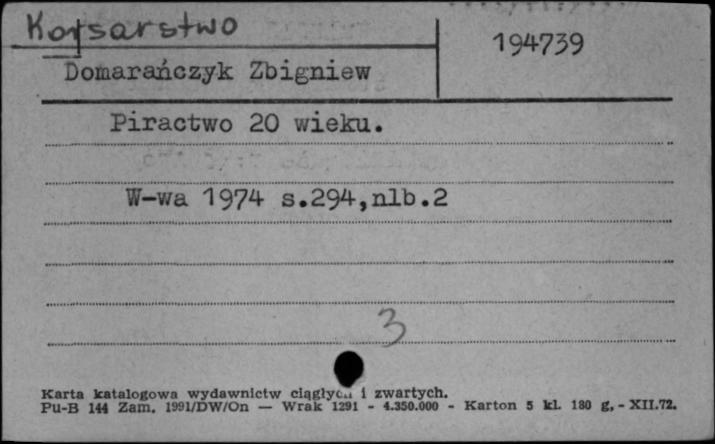 Korsarstwo
194739
Domarańczyk Zbigniew
Piractwo 20 wieku.
W-wa 1974 s.294,nlb.2
3
Karta katalogowa wydawnictw ciągłych i zwartych.
Pu-B 144 Zam. 1991/DW/On — Wrak 1291 - 4.350.000 - Karton 5 kl. 180 g, - XII.72.